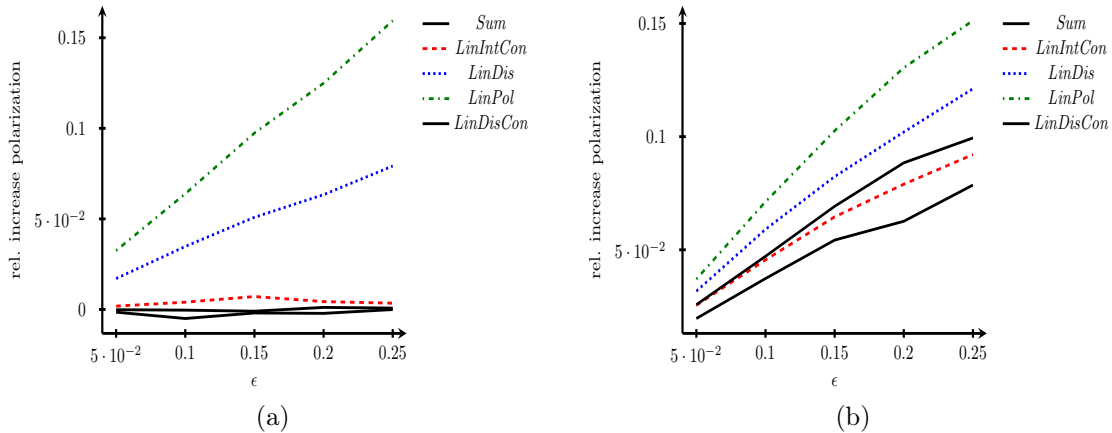 rel. increase polarization
0.15
0.1
5 · 10⁻²
0
5 · 10⁻²
0.1
0.15
0.2
0.25
ϵ
Sum
LinIntCon
LinDis
LinPol
LinDisCon
(a)
rel. increase polarization
0.15
0.1
5 · 10⁻²
5 · 10⁻²
0.1
0.15
0.2
0.25
ϵ
Sum
LinIntCon
LinDis
LinPol
LinDisCon
(b)